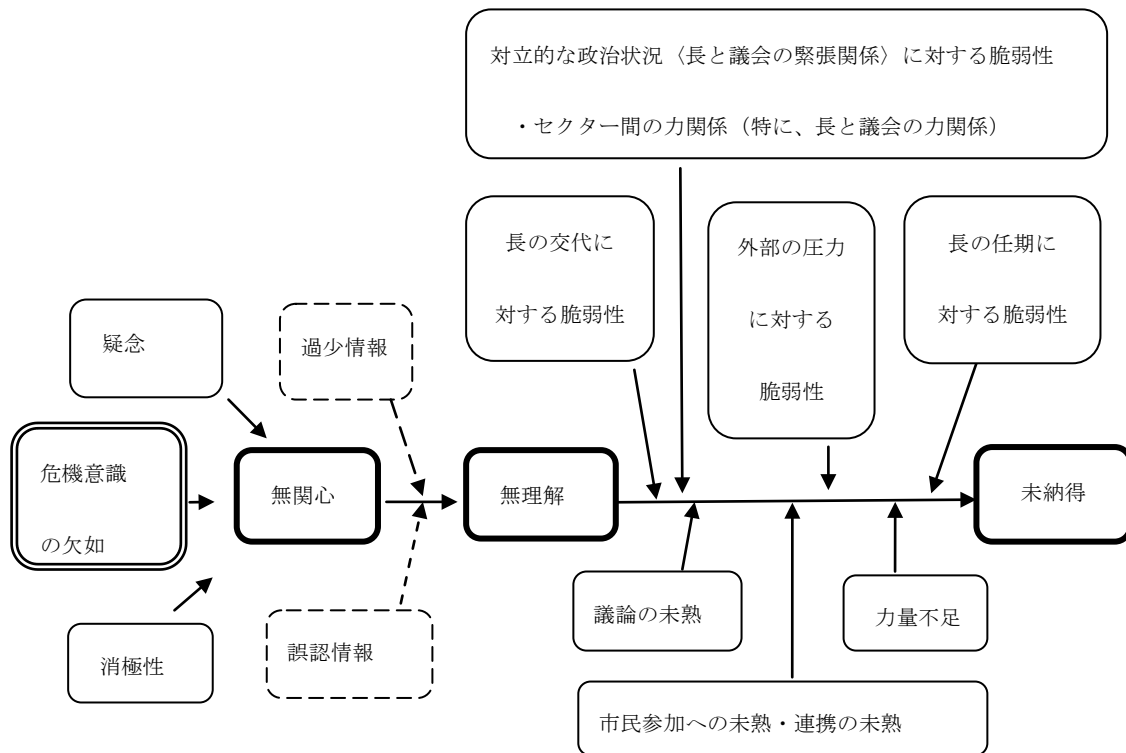 対立的な政治状況〈長と議会の緊張関係〉に対する脆弱性
・セクター間の力関係（特に、長と議会の力関係）
長の交代に
対する脆弱性
外部の圧力
に対する
脆弱性
長の任期に
対する脆弱性
疑念
過少情報
危機意識
の欠如
無関心
無理解
未納得
消極性
誤認情報
議論の未熟
力量不足
市民参加への未熟・連携の未熟